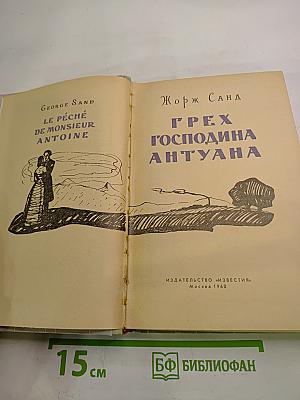 GEORGE SAND
LE PÉCHÉ
DE MONSIEUR
ANTOINE
Жорж Санд
ГРЕХ
ГОСПОДИНА
АНТУАНА
ИЗДАТЕЛЬСТВО «ИЗВЕСТИЯ»
Москва 1960
15 см
БФ БИБЛИОФАН